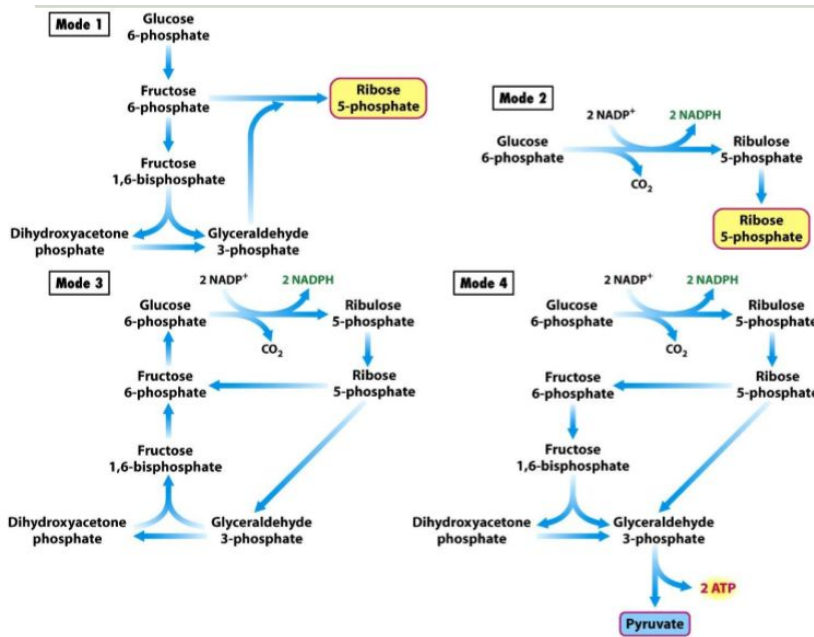 Mode 1
Glucose
6-phosphate
Fructose
6-phosphate
Ribose
5-phosphate
Fructose
1,6-bisphosphate
Dihydroxyacetone
phosphate
Glyceraldehyde
3-phosphate
Mode 2
2 NADP⁺
2 NADPH
Glucose
6-phosphate
Ribulose
5-phosphate
CO₂
Ribose
5-phosphate
Mode 3
2 NADP⁺
2 NADPH
Glucose
6-phosphate
Ribulose
5-phosphate
CO₂
Fructose
6-phosphate
Ribose
5-phosphate
Fructose
1,6-bisphosphate
Dihydroxyacetone
phosphate
Glyceraldehyde
3-phosphate
Mode 4
2 NADP⁺
2 NADPH
Glucose
6-phosphate
Ribulose
5-phosphate
CO₂
Fructose
6-phosphate
Ribose
5-phosphate
Fructose
1,6-bisphosphate
Dihydroxyacetone
phosphate
Glyceraldehyde
3-phosphate
2 ATP
Pyruvate